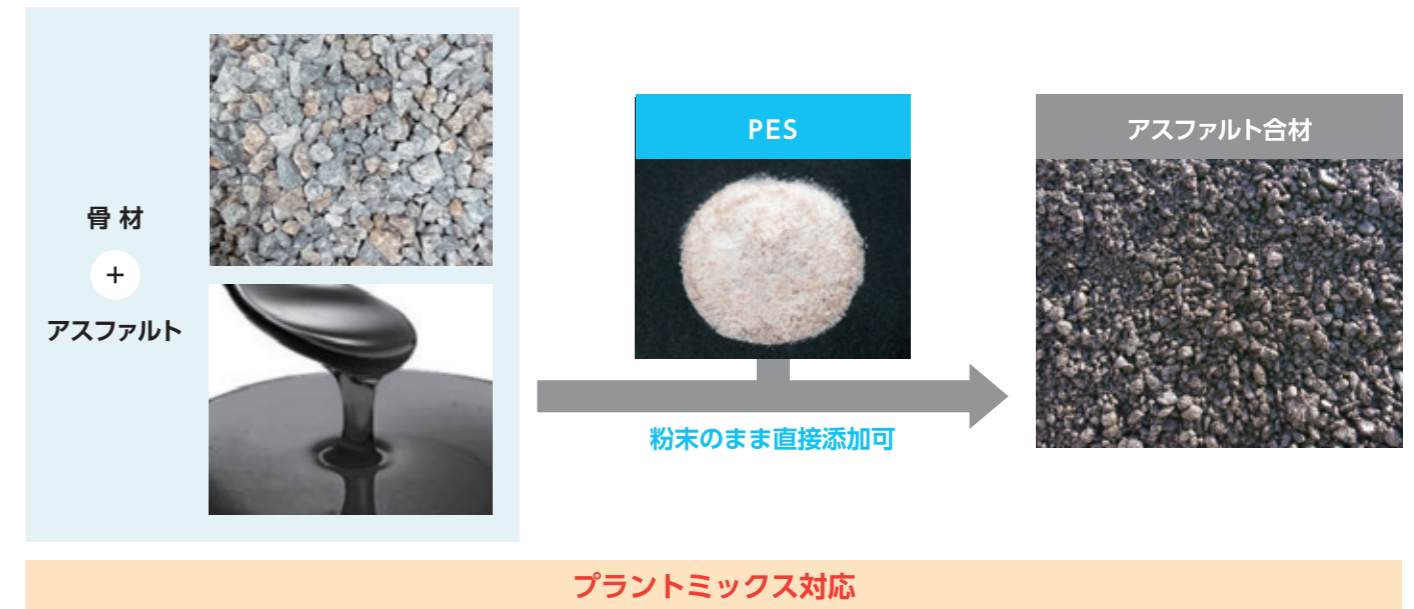 骨 材
+
アスファルト
PES
粉末のまま直接添加可
アスファルト合材
プラントミックス対応